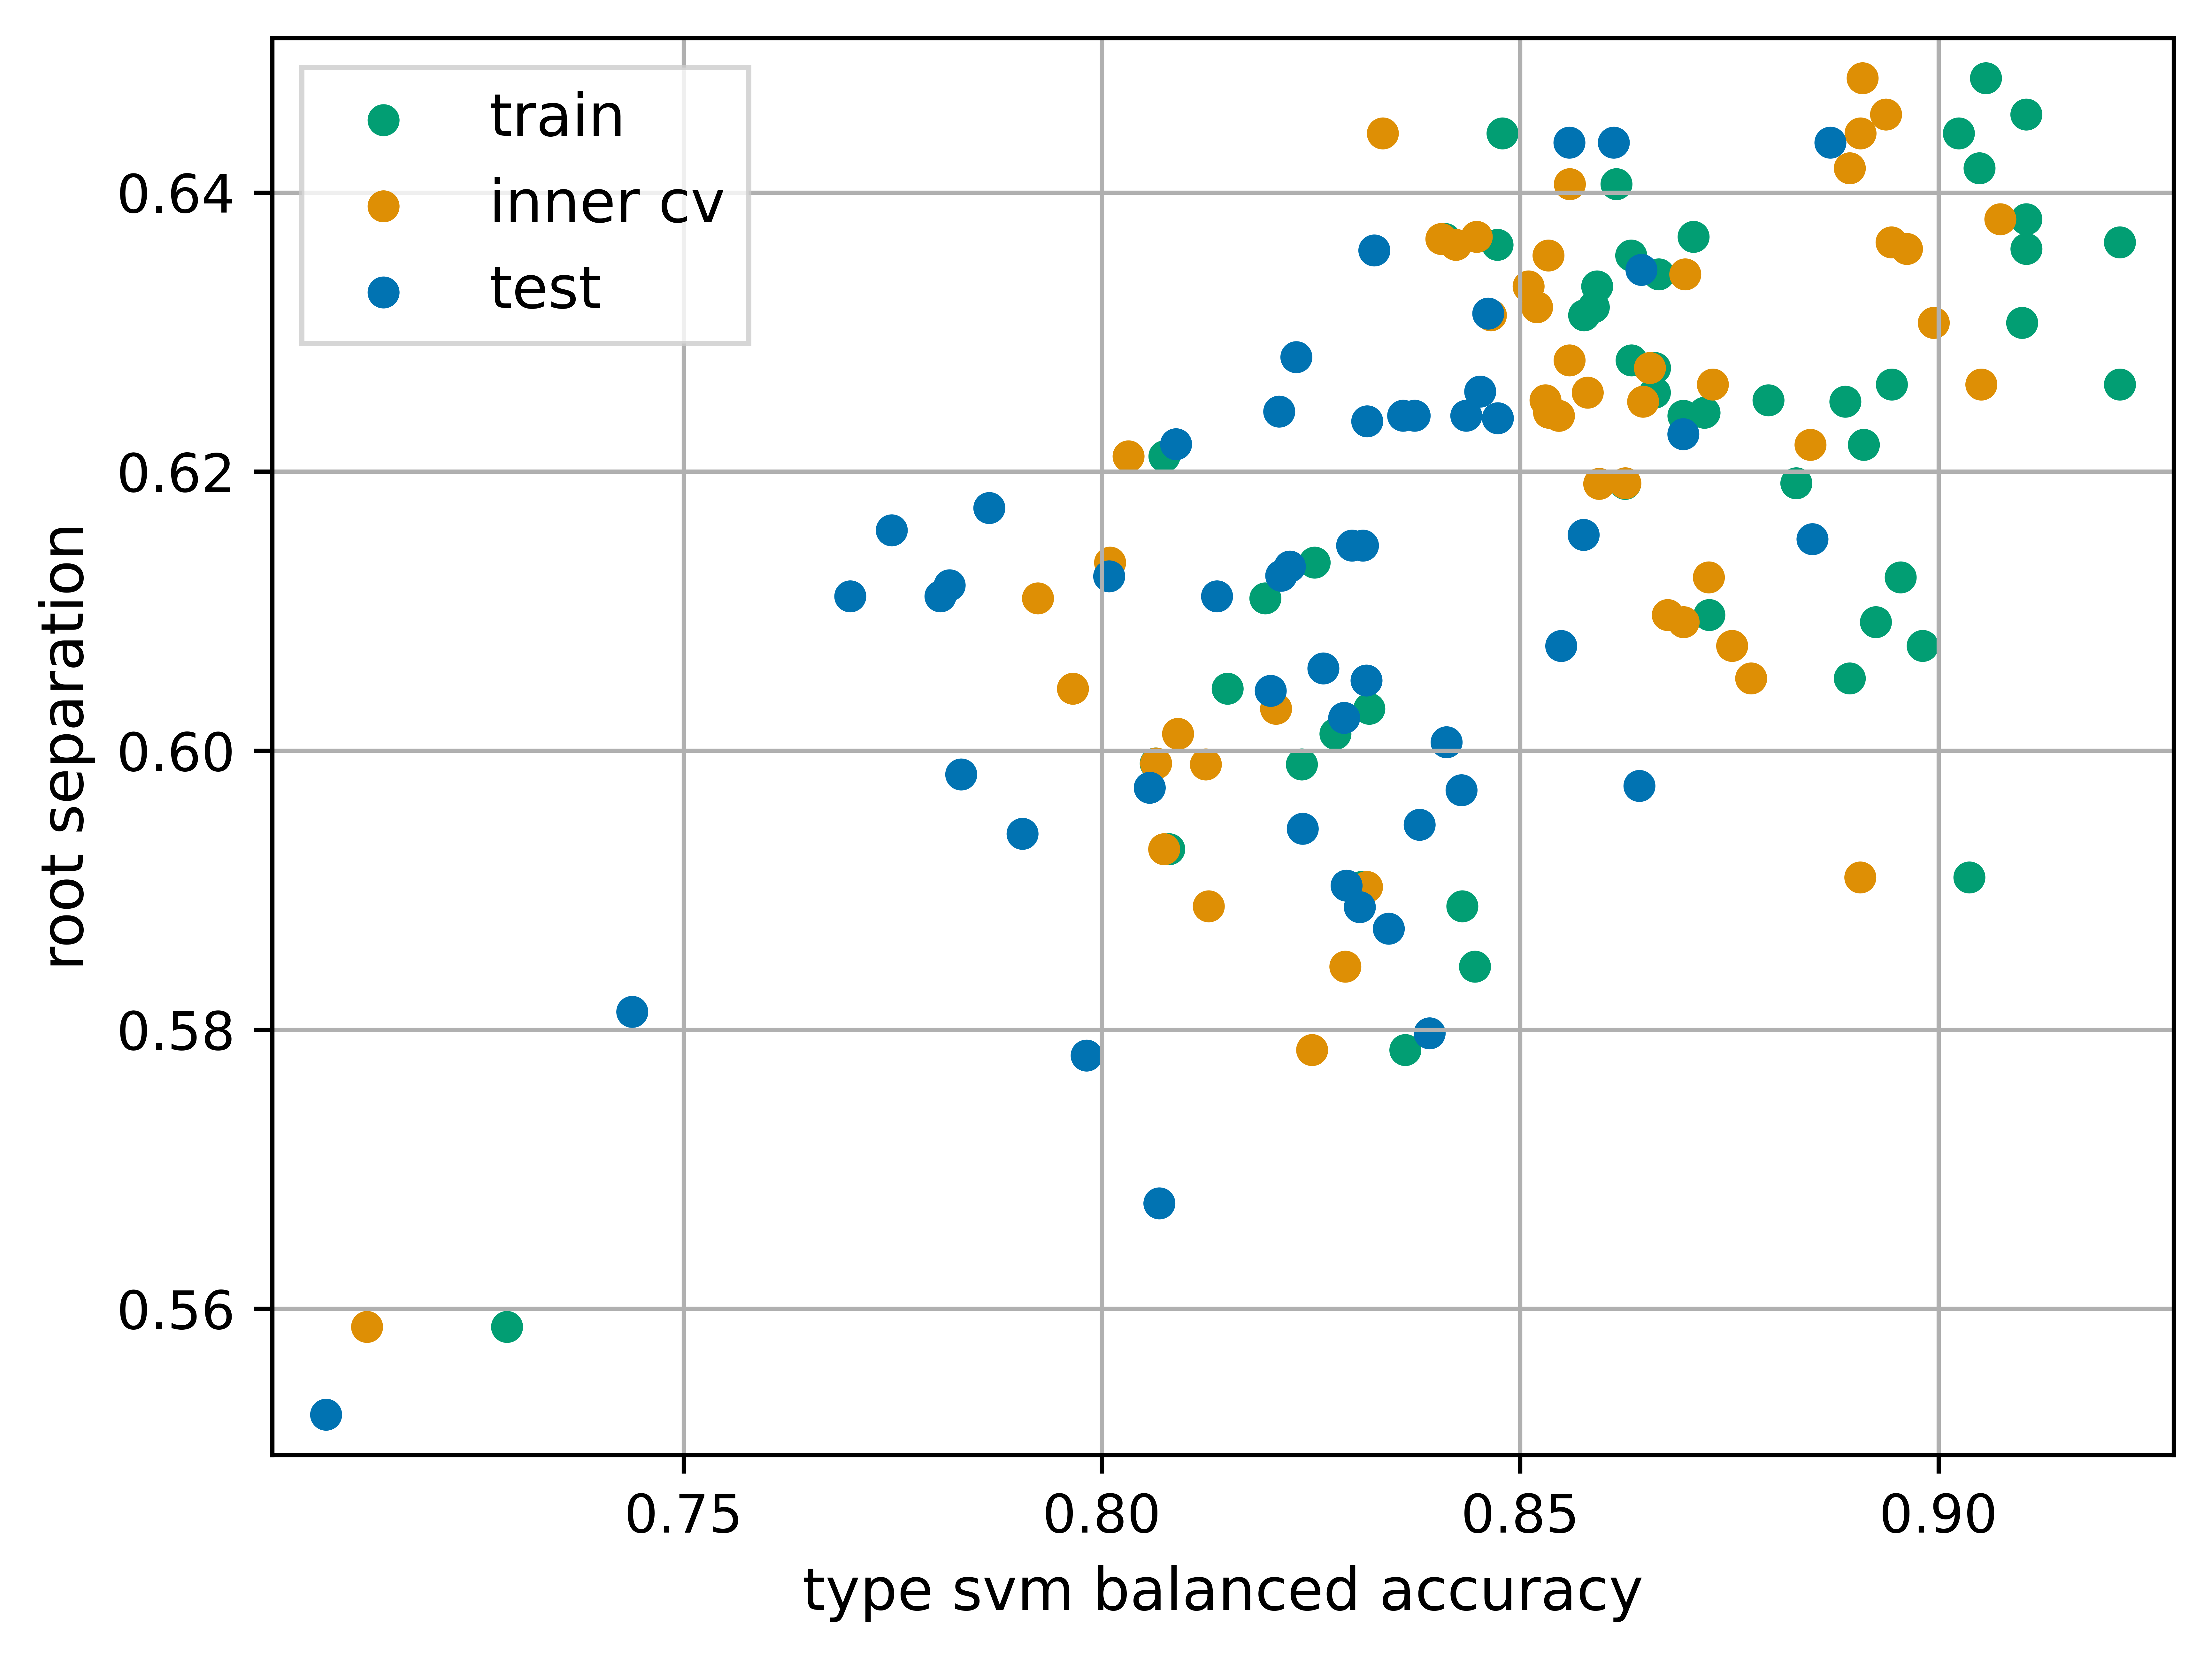 train
inner cv
test
0.64
0.62
0.60
0.58
0.56
root separation
0.75
0.80
0.85
0.90
type svm balanced accuracy